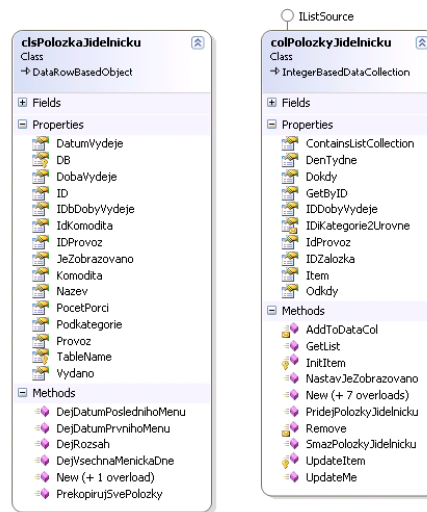 clsPolozkaJidelnicku
Class
DataRowBasedObject
Fields
Properties
DatumVydeje
DB
DobaVydeje
ID
IDbDobyVydeje
IdKomodita
IDProvoz
JeZobrazovano
Komodita
Nazev
PocetPorci
Podkategorie
Provoz
TableName
Vydano
Methods
DejDatumPoslednihoMenu
DejDatumPrvnihoMenu
DejRozsah
DejVsechnaMenickaDne
New (+ 1 overload)
PrekopirujSvePolozky
IListSource
colPolozkyJidelnicku
Class
IntegerBasedDataCollection
Fields
Properties
ContainsListCollection
DenTydne
Dokdy
GetByID
IDDobyVydeje
IDiKategorie2Urovne
IdProvoz
IDZalozka
Item
Odkdy
Methods
AddToDataCol
GetList
InitItem
NastavJeZobrazovano
New (+ 7 overloads)
PridejPolozkyJidelnicku
Remove
SmazPolozkyJidelnicku
UpdateItem
UpdateMe